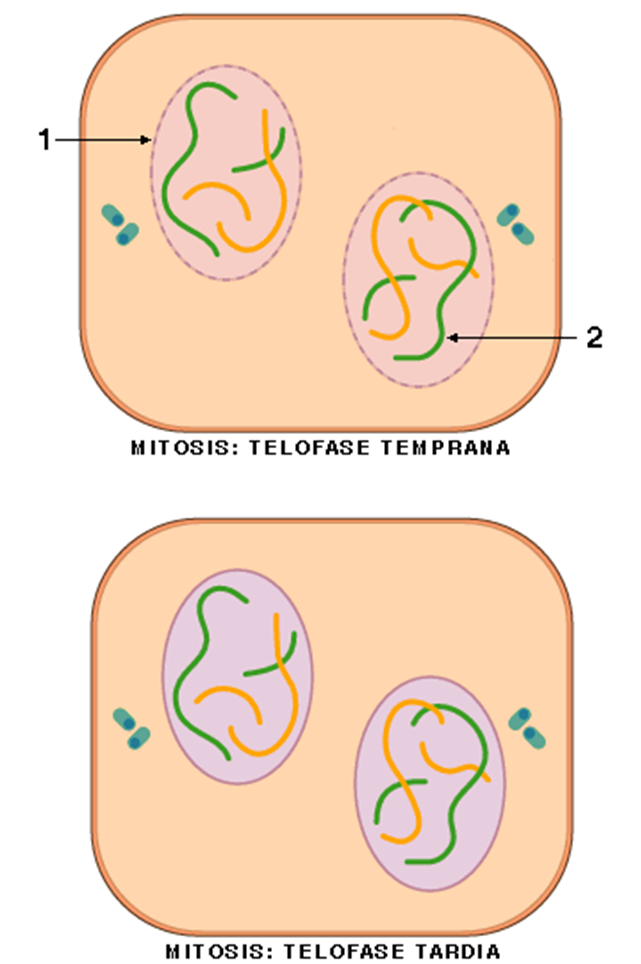 1
2
MITOSIS: TELOFASE TEMPRANA
MITOSIS: TELOFASE TARDIA